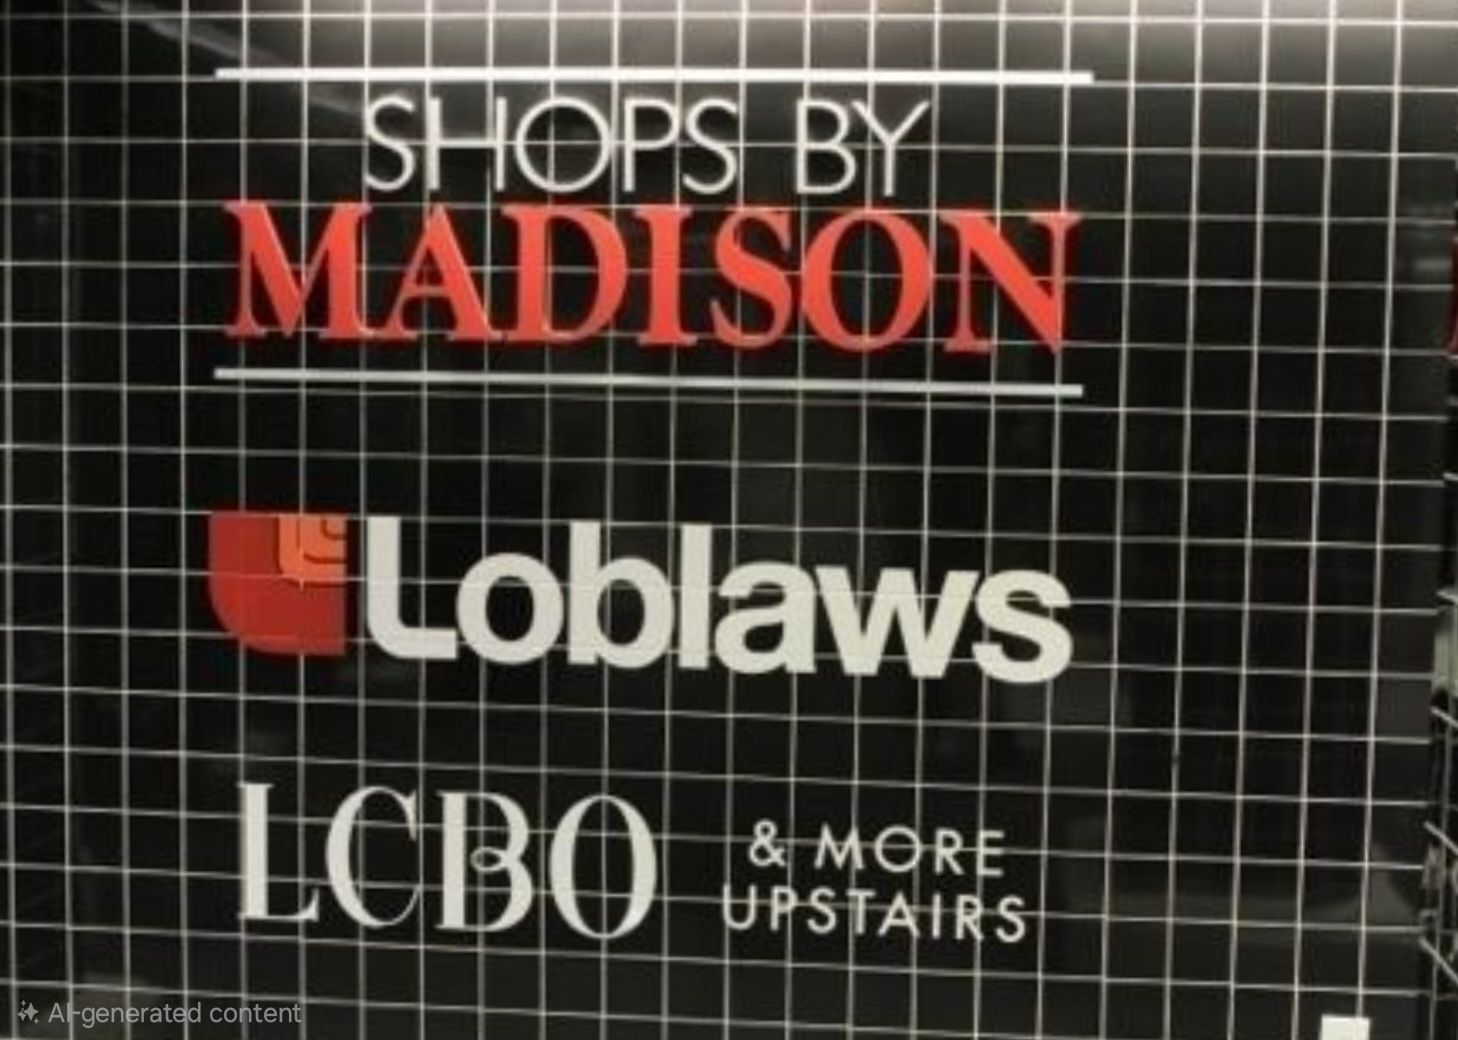 SHOPS BY
MADISON
Loblaws
LCBO
& MORE
UPSTAIRS
AI-generated content